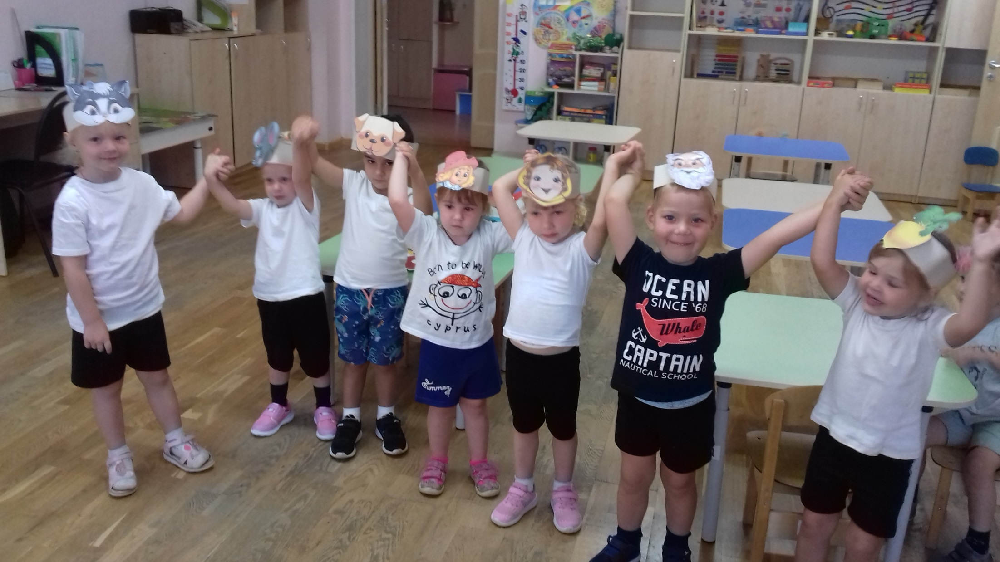 Born to be Wild
cyprus
Summer
OCEAN
SINCE '68
Whale
CAPTAIN
NAUTICAL SCHOOL